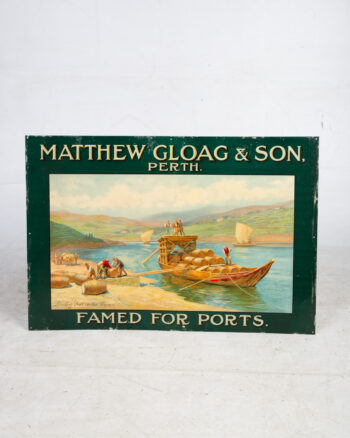 MATTHEW GLOAG & SON,
PERTH.
FAMED FOR PORTS.